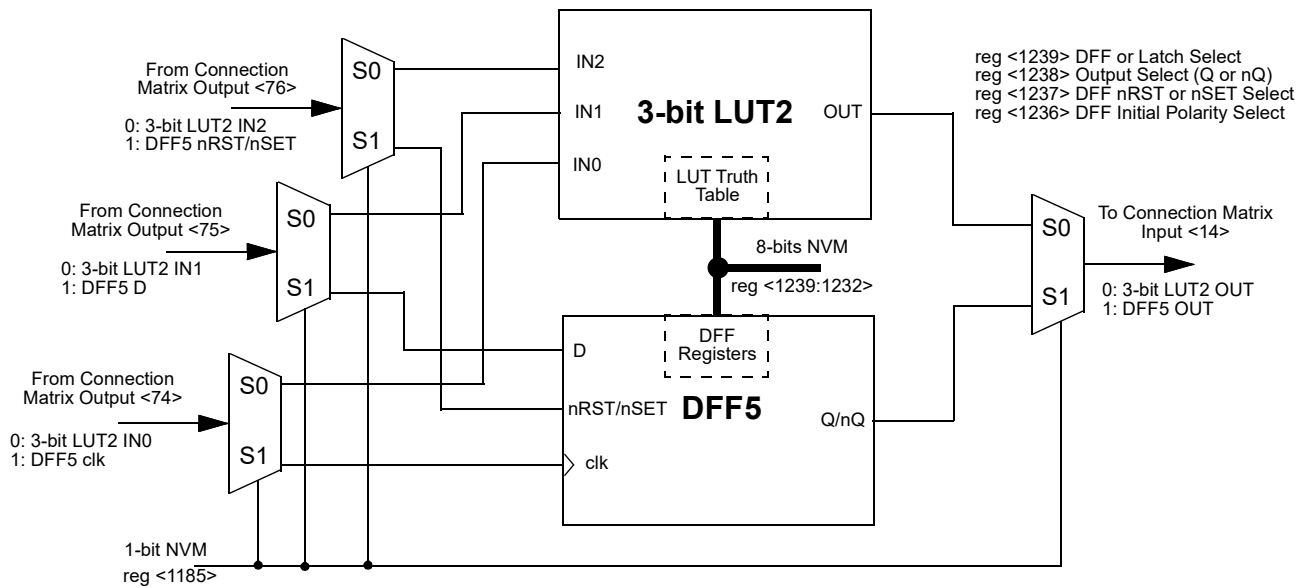 From Connection
Matrix Output <76>
0: 3-bit LUT2 IN2
1: DFF5 nRST/nSET
S0
S1
From Connection
Matrix Output <75>
0: 3-bit LUT2 IN1
1: DFF5 D
S0
S1
From Connection
Matrix Output <74>
0: 3-bit LUT2 IN0
1: DFF5 clk
S0
S1
1-bit NVM
reg <1185>
IN2
IN1
IN0
3-bit LUT2
OUT
LUT Truth
Table
8-bits NVM
reg <1239:1232>
DFF
Registers
D
nRST/nSET
clk
DFF5
Q/nQ
reg <1239> DFF or Latch Select
reg <1238> Output Select (Q or nQ)
reg <1237> DFF nRST or nSET Select
reg <1236> DFF Initial Polarity Select
S0
S1
To Connection Matrix
Input <14>
0: 3-bit LUT2 OUT
1: DFF5 OUT